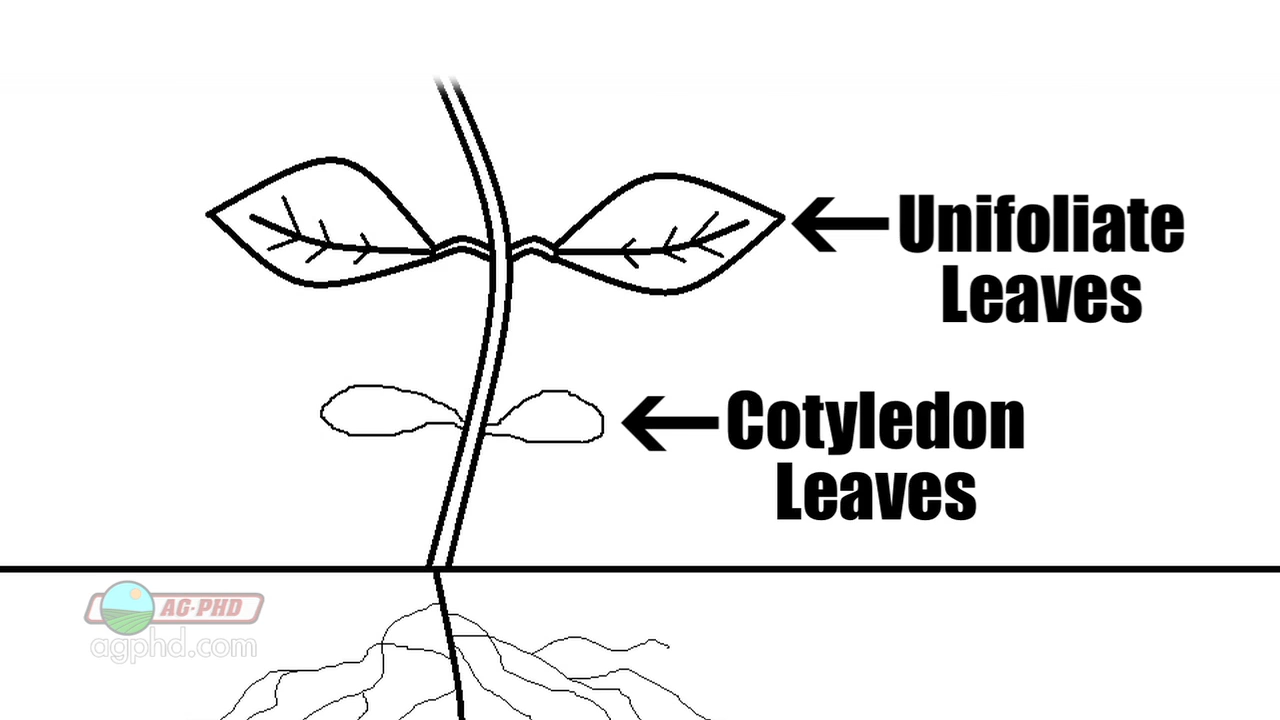 Unifoliate
Leaves
Cotyledon
Leaves
AG-PHD
agphd.com